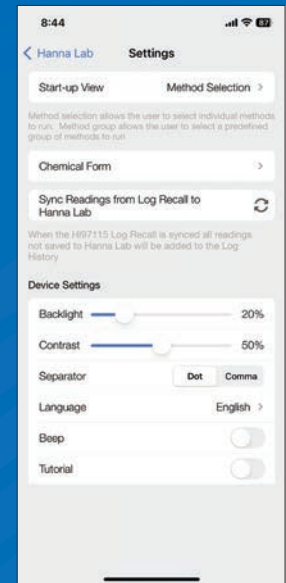 8:44
87
Hanna Lab
Settings
Start-up View
Method Selection
Method selection allows the user to select individual methods
to run. Method group allows the user to select a predefined
group of methods to run
Chemical Form
Sync Readings from Log Recall to
Hanna Lab
When the HI97115 Log Recall is synced all readings
not saved to Hanna Lab will be added to the Log
History
Device Settings
Backlight
20%
Contrast
50%
Separator
Dot
Comma
Language
English
Beep
Tutorial